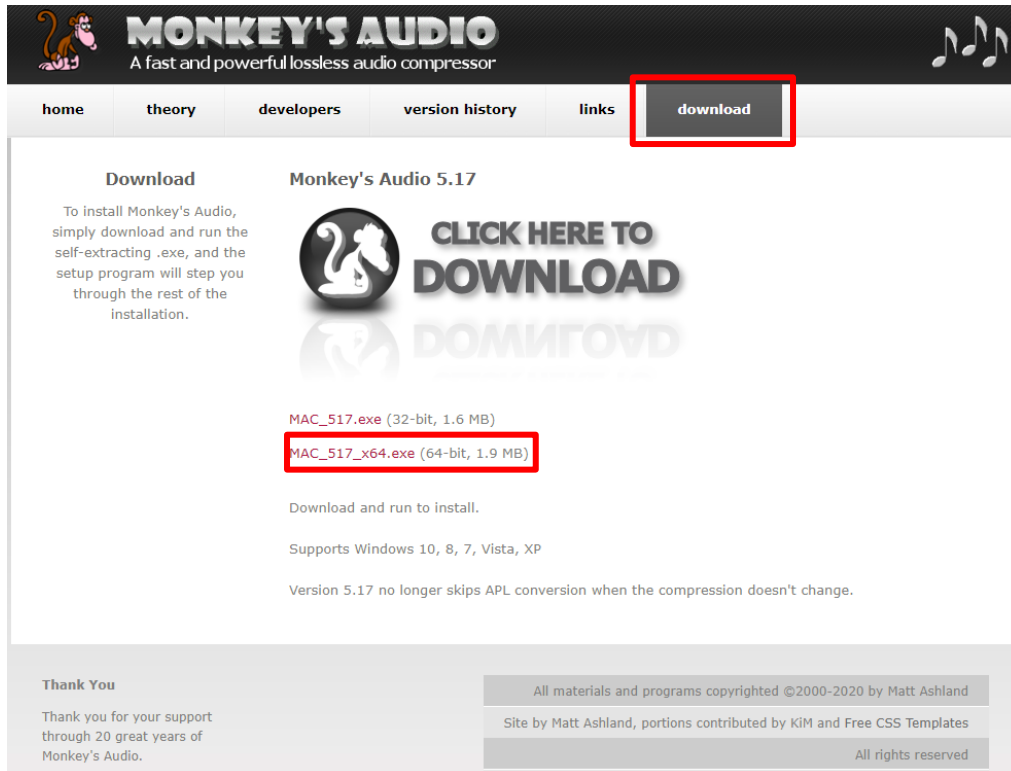 MONKEY'S AUDIO
A fast and powerful lossless audio compressor
home theory developers version history links download
Download
To install Monkey's Audio,
simply download and run the
self-extracting .exe, and the
setup program will step you
through the rest of the
installation.
Monkey's Audio 5.17
CLICK HERE TO
DOWNLOAD
MAC_517.exe (32-bit, 1.6 MB)
MAC_517_x64.exe (64-bit, 1.9 MB)
Download and run to install.
Supports Windows 10, 8, 7, Vista, XP
Version 5.17 no longer skips APL conversion when the compression doesn't change.
Thank You
Thank you for your support
through 20 great years of
Monkey's Audio.
All materials and programs copyrighted ©2000-2020 by Matt Ashland
Site by Matt Ashland, portions contributed by KiM and Free CSS Templates
All rights reserved